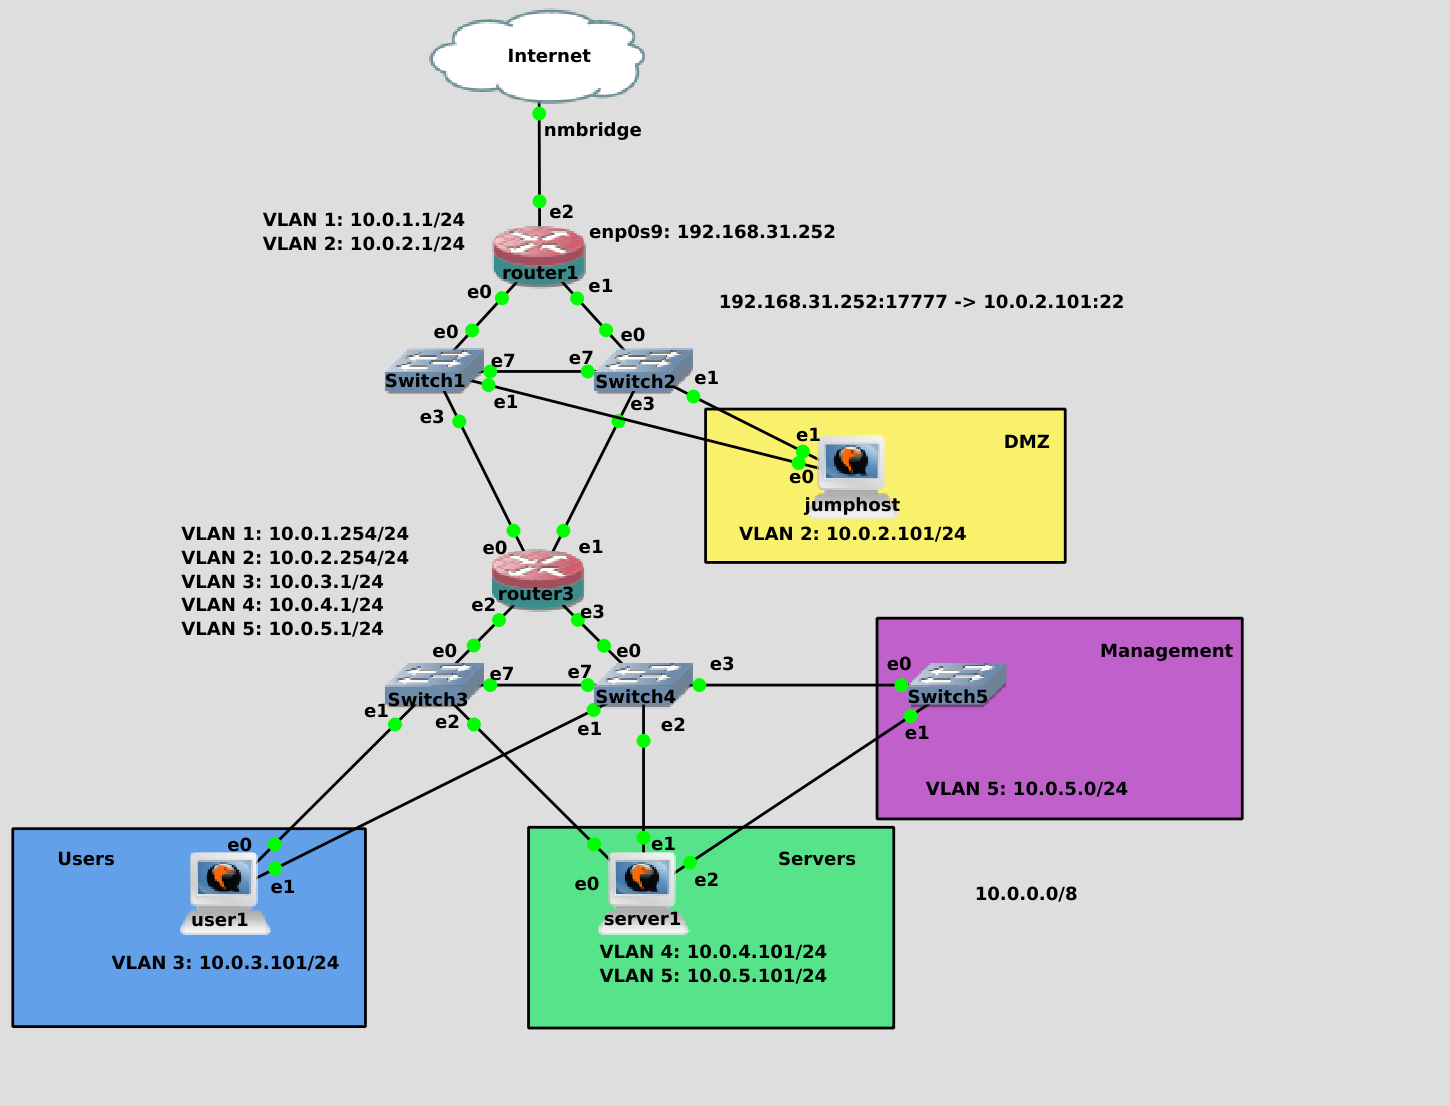 Internet
nmbridge
e2
VLAN 1: 10.0.1.1/24
VLAN 2: 10.0.2.1/24
enp0s9: 192.168.31.252
router1
e0
e1
192.168.31.252:17777 -> 10.0.2.101:22
e0
e0
e7
e7
Switch1
Switch2
e1
e1
e3
e3
DMZ
e1
e0
jumphost
VLAN 2: 10.0.2.101/24
VLAN 1: 10.0.1.254/24
VLAN 2: 10.0.2.254/24
VLAN 3: 10.0.3.1/24
VLAN 4: 10.0.4.1/24
VLAN 5: 10.0.5.1/24
e0
e1
router3
e2
e3
e0
e0
e7
e7
e3
Switch3
Switch4
e1
e2
e1
e2
Management
e0
Switch5
e1
VLAN 5: 10.0.5.0/24
Users
e0
e1
user1
VLAN 3: 10.0.3.101/24
Servers
e1
e0
e2
server1
VLAN 4: 10.0.4.101/24
VLAN 5: 10.0.5.101/24
10.0.0.0/8